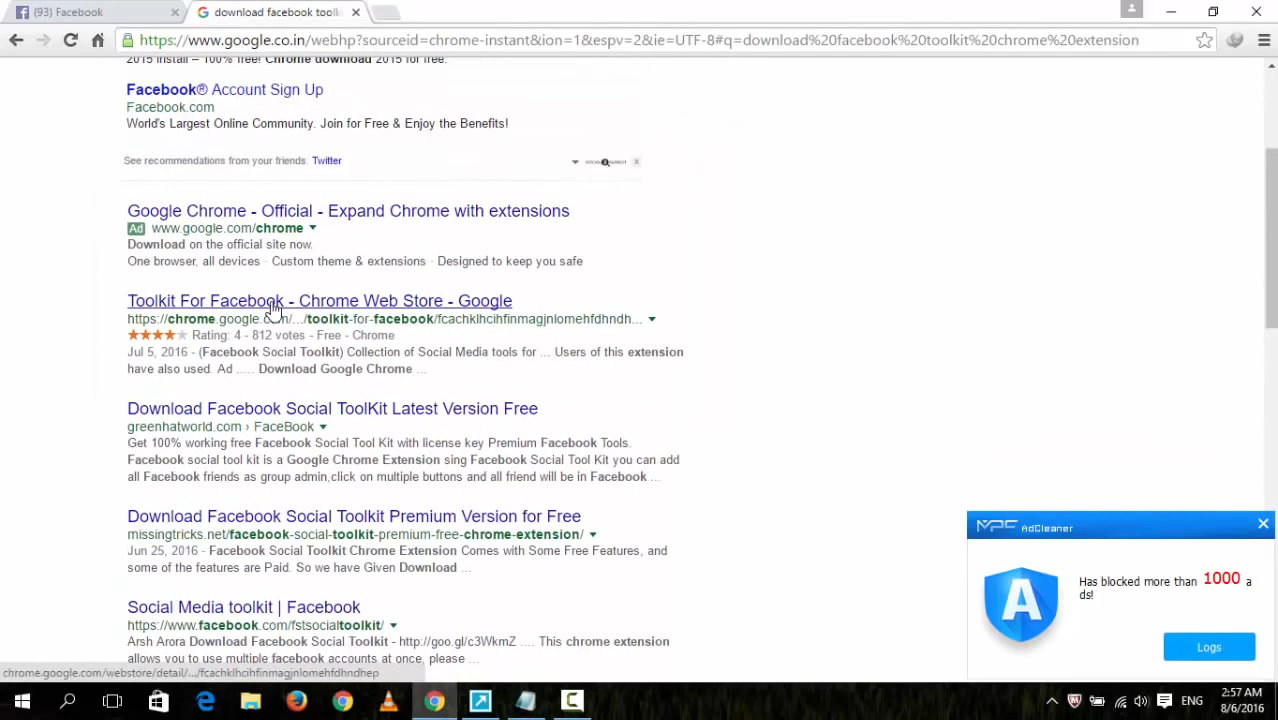 (93) Facebook
download facebook toolk
https://www.google.co.in/webhp?sourceid=chrome-instant&ion=1&espv=2&ie=UTF-8#q=download%20facebook%20toolkit%20chrome%20extension
2015 Install – 100% free! Chrome download 2015 for free.
Facebook® Account Sign Up
Facebook.com
World's Largest Online Community. Join for Free & Enjoy the Benefits!
See recommendations from your friends. Twitter
Google Chrome - Official - Expand Chrome with extensions
Ad www.google.com/chrome
Download on the official site now.
One browser, all devices · Custom theme & extensions · Designed to keep you safe
Toolkit For Facebook - Chrome Web Store - Google
https://chrome.google.com/.../toolkit-for-facebook/fcachklhcihfinmagjnlomehfdhndh...
Rating: 4 - 812 votes - Free - Chrome
Jul 5, 2016 - (Facebook Social Toolkit) Collection of Social Media tools for ... Users of this extension
have also used. Ad ..... Download Google Chrome ...
Download Facebook Social ToolKit Latest Version Free
greenhatworld.com › FaceBook
Get 100% working free Facebook Social Tool Kit with license key Premium Facebook Tools.
Facebook social tool kit is a Google Chrome Extension sing Facebook Social Tool Kit you can add
all Facebook friends as group admin,click on multiple buttons and all friend will be in Facebook ...
Download Facebook Social Toolkit Premium Version for Free
missingtricks.net/facebook-social-toolkit-premium-free-chrome-extension/
Jun 25, 2016 - Facebook Social Toolkit Chrome Extension Comes with Some Free Features, and
some of the features are Paid. So we have Given Download ...
Social Media toolkit | Facebook
https://www.facebook.com/fstsocialtoolkit/
Arsh Arora Download Facebook Social Toolkit - http://goo.gl/c3WkmZ .... This chrome extension
allows you to use multiple facebook accounts at once, please ...
chrome.google.com/webstore/detail/.../fcachklhcihfinmagjnlomehfdhndhep
MPC AdCleaner
A
Has blocked more than 1000 a
ds!
Logs
ENG
2:57 AM
8/6/2016